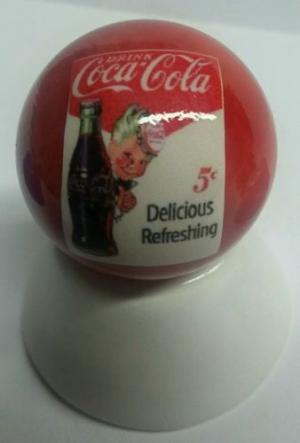 DRINK
Coca-Cola
5¢
Delicious
Refreshing